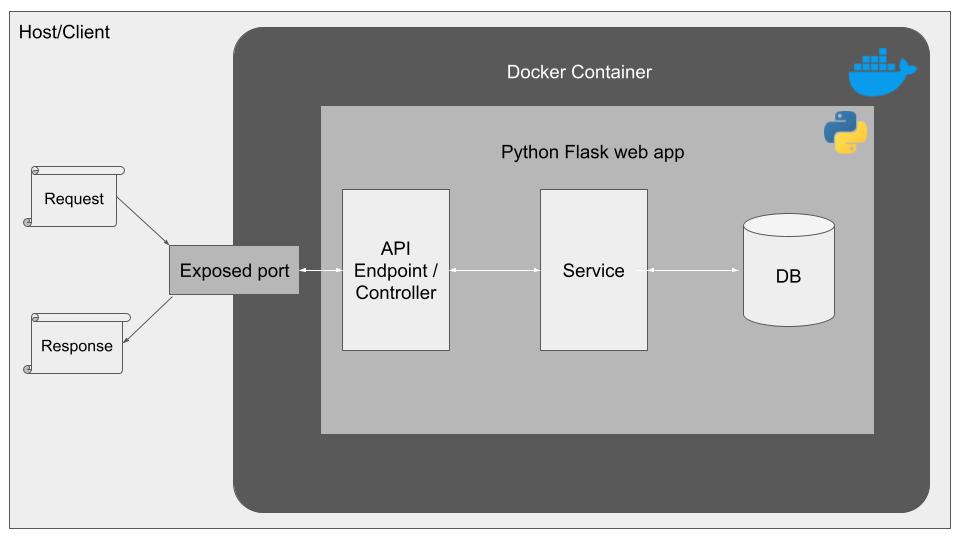 Host/Client
Docker Container
Python Flask web app
Request
Exposed port
API
Endpoint /
Controller
Service
DB
Response